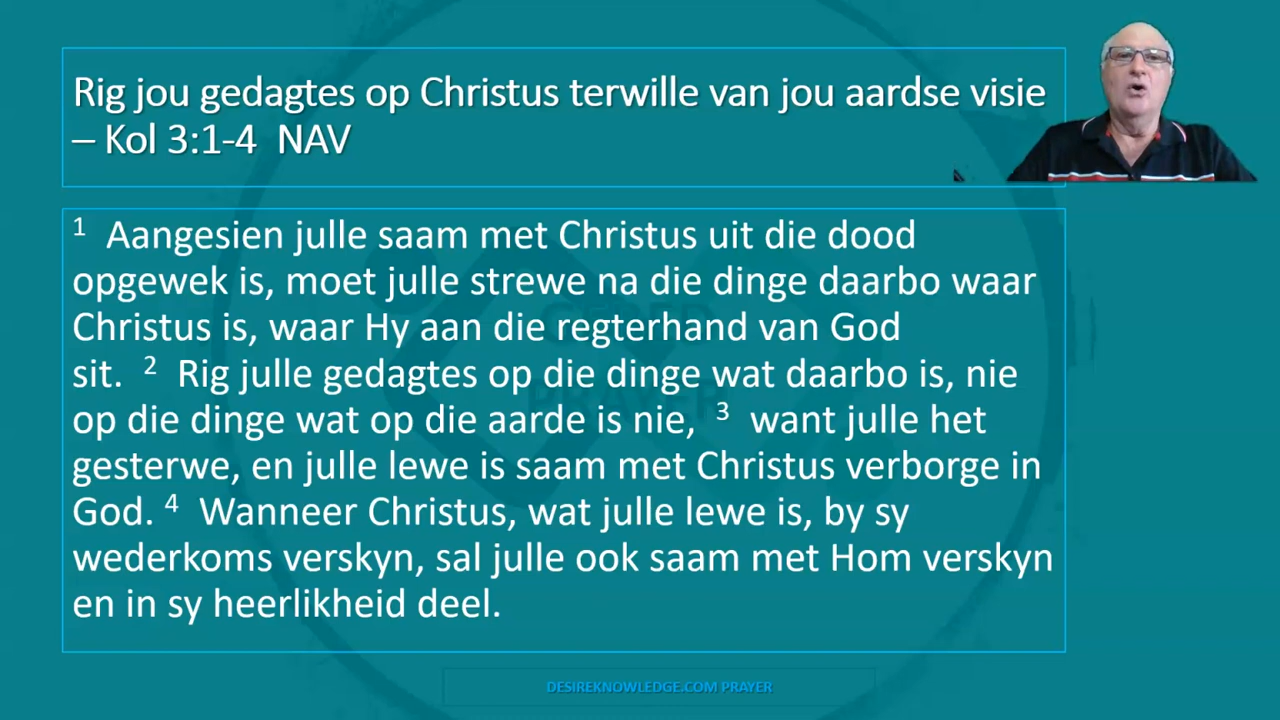 Rig jou gedagtes op Christus terwille van jou aardse visie
– Kol 3:1-4 NAV
1 Aangesien julle saam met Christus uit die dood
opgewek is, moet julle strewe na die dinge daarbo waar
Christus is, waar Hy aan die regterhand van God
sit. 2 Rig julle gedagtes op die dinge wat daarbo is, nie
op die dinge wat op die aarde is nie, 3 want julle het
gesterwe, en julle lewe is saam met Christus verborge in
God. 4 Wanneer Christus, wat julle lewe is, by sy
wederkoms verskyn, sal julle ook saam met Hom verskyn
en in sy heerlikheid deel.
DESIREKNOWLEDGE.COM PRAYER